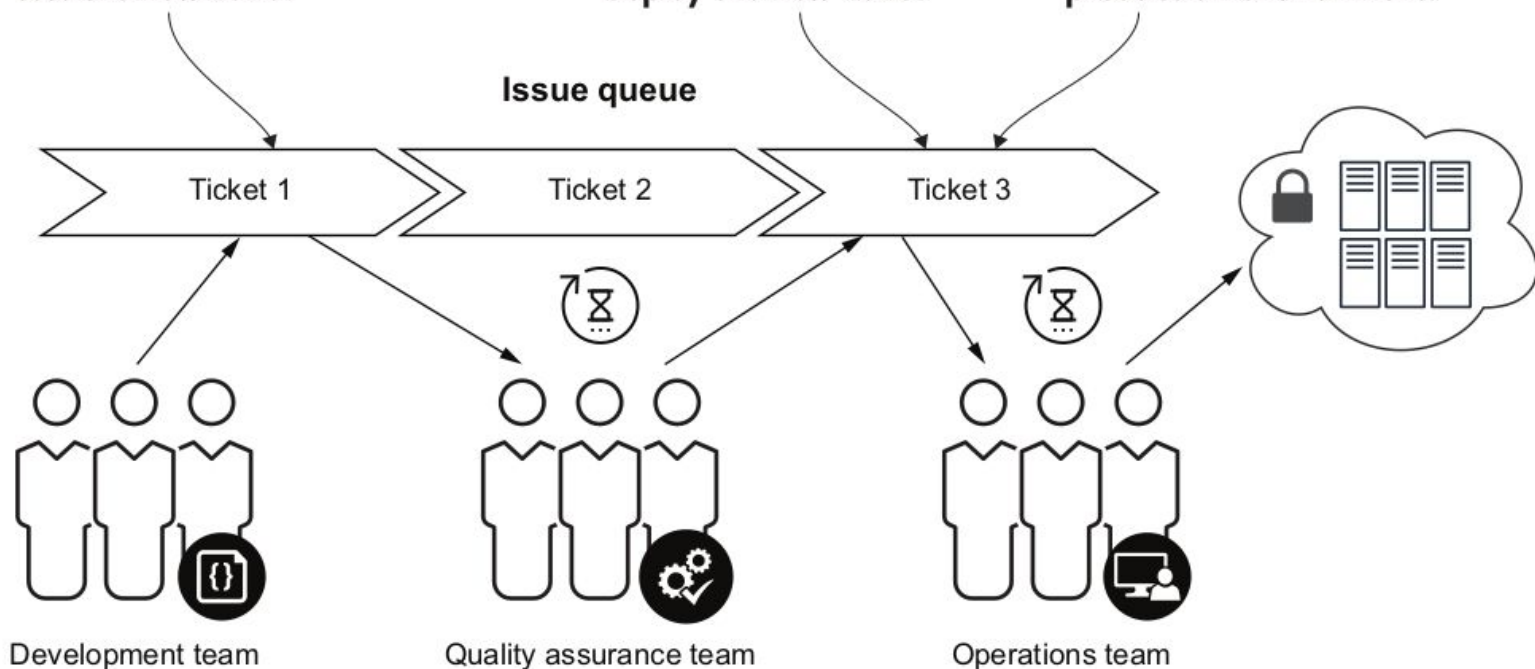 Issue queue
Ticket 1
Ticket 2
Ticket 3
{}
Development team
Quality assurance team
Operations team